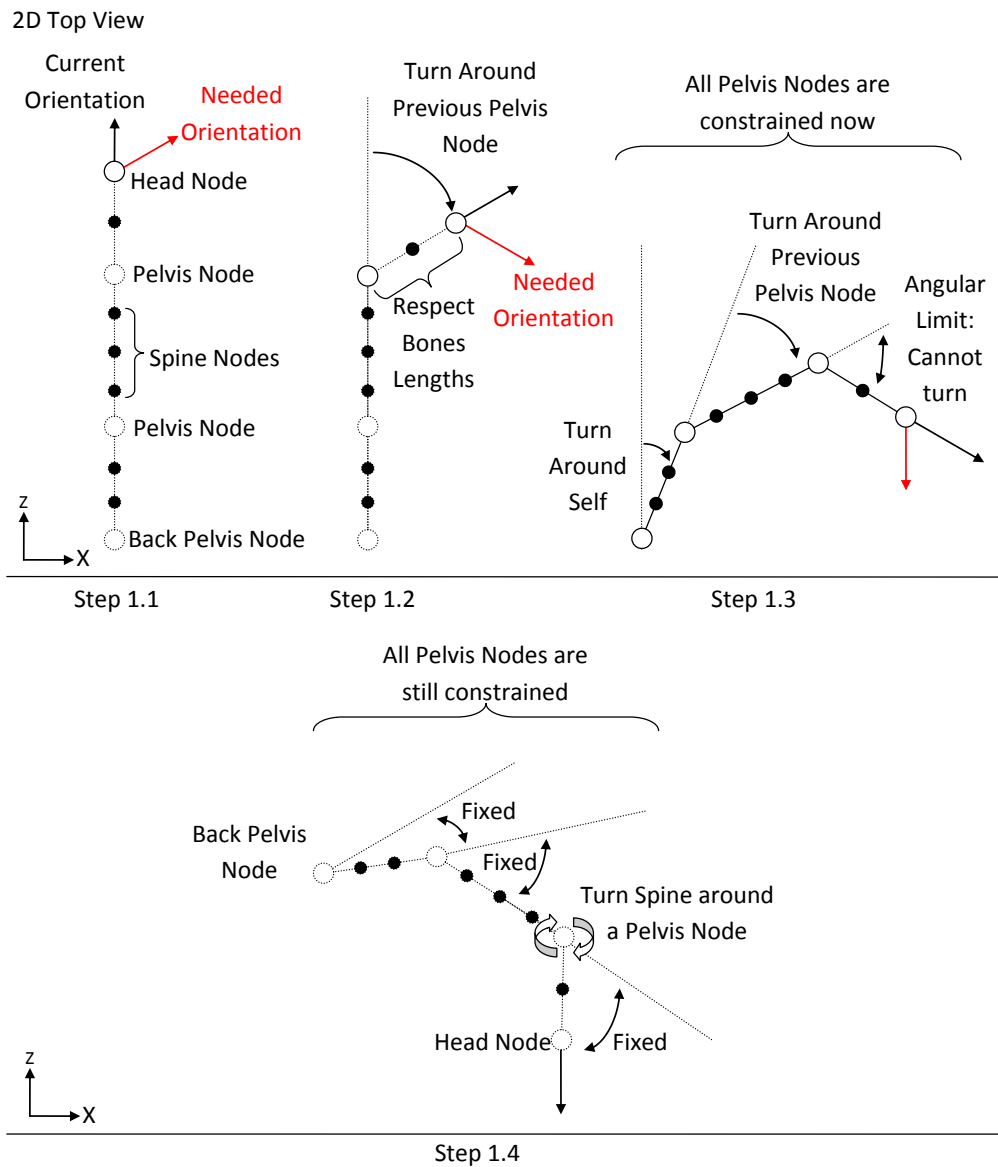 2D Top View
Current
Orientation
Needed
Orientation
Head Node
Pelvis Node
Spine Nodes
Pelvis Node
Back Pelvis Node
z
X
Step 1.1
Turn Around
Previous Pelvis
Node
Needed
Orientation
Respect
Bones
Lengths
Step 1.2
All Pelvis Nodes are
constrained now
Turn Around
Previous
Pelvis Node
Angular
Limit:
Cannot
turn
Turn
Around
Self
Step 1.3
All Pelvis Nodes are
still constrained
Back Pelvis
Node
Fixed
Fixed
Turn Spine around
a Pelvis Node
Head Node
Fixed
z
X
Step 1.4